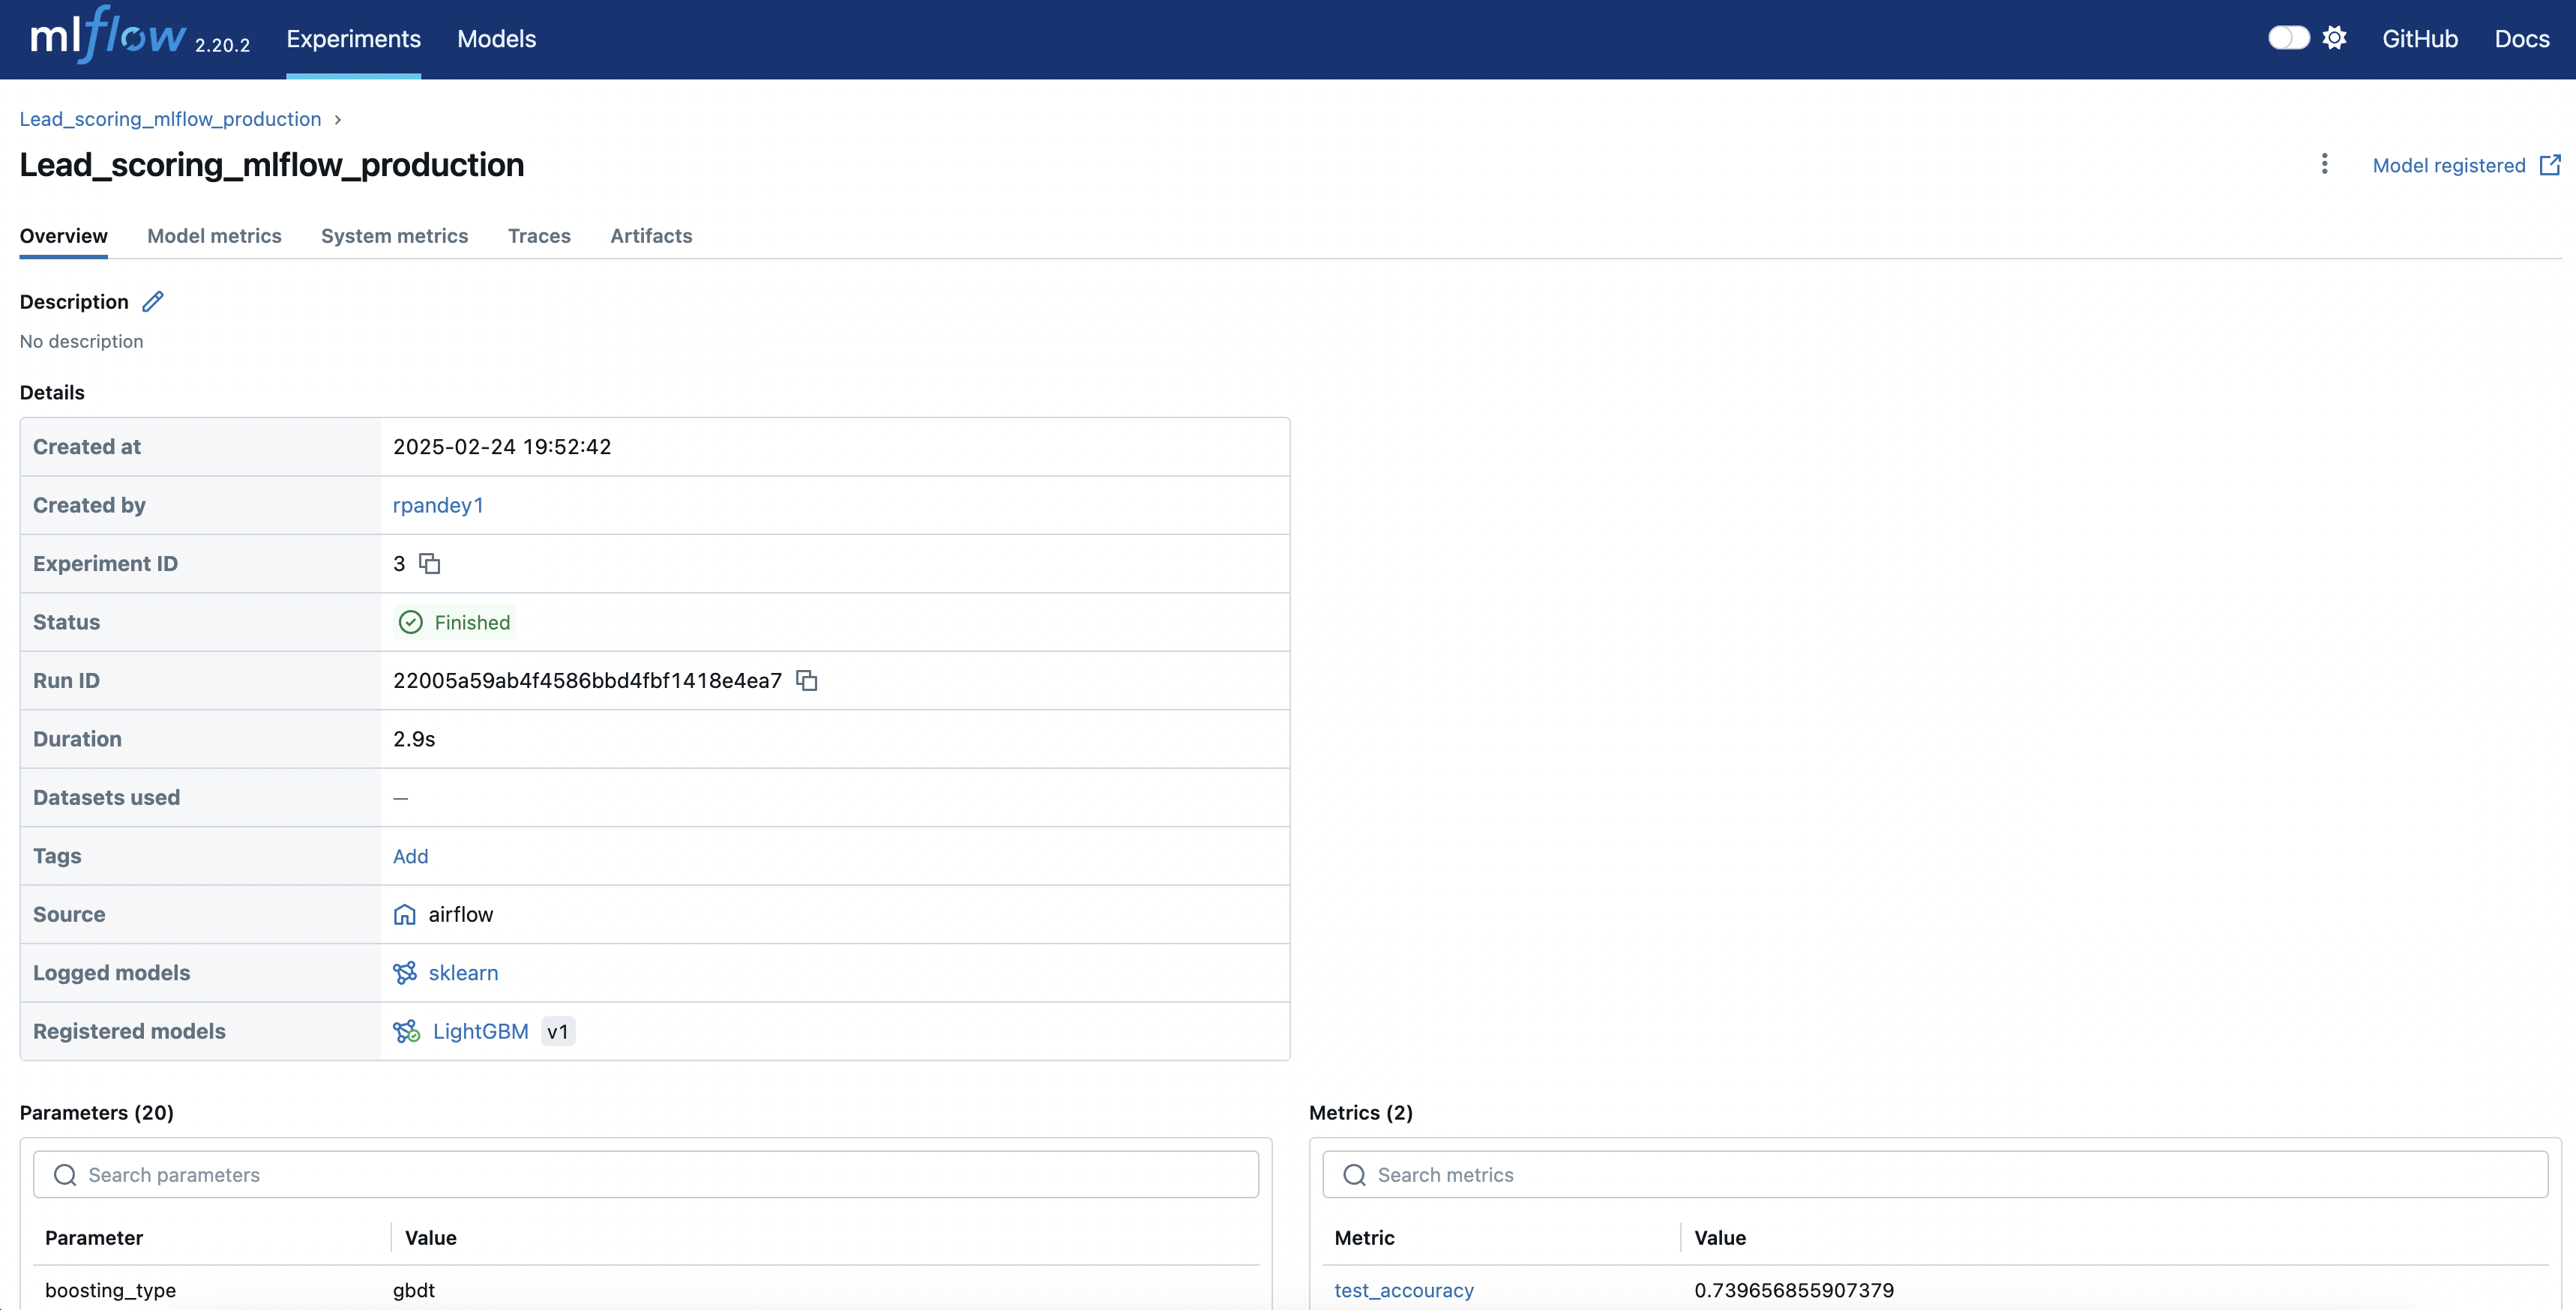 mlflow 2.20.2 Experiments Models GitHub Docs
Lead_scoring_mlflow_production
Lead_scoring_mlflow_production
Model registered
Overview Model metrics System metrics Traces Artifacts
Description
No description
Details
Created at 2025-02-24 19:52:42
Created by rpandey1
Experiment ID 3
Status Finished
Run ID 22005a59ab4f4586bbd4fbf1418e4ea7
Duration 2.9s
Datasets used —
Tags Add
Source airflow
Logged models sklearn
Registered models LightGBM v1
Parameters (20)
Search parameters
Parameter Value
boosting_type gbdt
Metrics (2)
Search metrics
Metric Value
test_accouracy 0.739656855907379